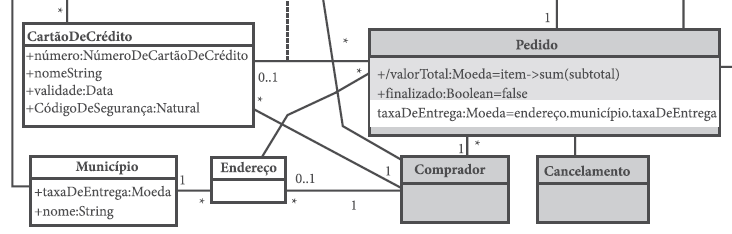 *
1
CartãoDeCrédito
+número:NúmeroDeCartãoDeCrédito
+nomeString
+validade:Data
+CódigoDeSegurança:Natural
0..1
*
*
*
Pedido
+/valorTotal:Moeda=item->sum(subtotal)
+finalizado:Boolean=false
taxaDeEntrega:Moeda=endereço.município.taxaDeEntrega
1
*
Município
+taxaDeEntrega:Moeda
+nome:String
1
*
Endereço
0..1
*
1
1
Comprador
Cancelamento